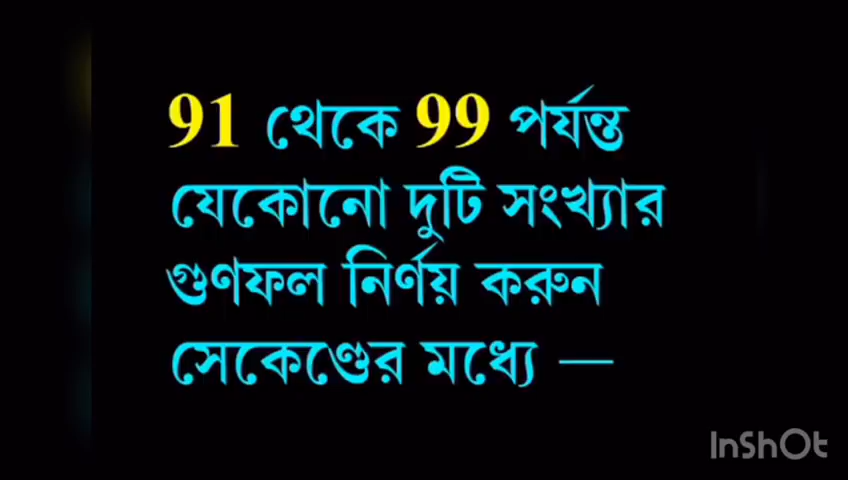 91 থেকে 99 পর্যন্ত
যেকোনো দুটি সংখ্যার
গুণফল নির্ণয় করুন
সেকেণ্ডের মধ্যে —
InShOt